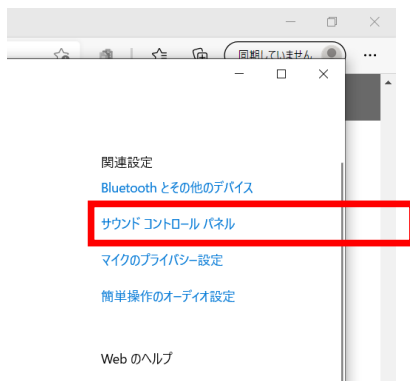 同期していません
関連設定
Bluetooth とその他のデバイス
サウンド コントロール パネル
マイクのプライバシー設定
簡単操作のオーディオ設定
Web のヘルプ